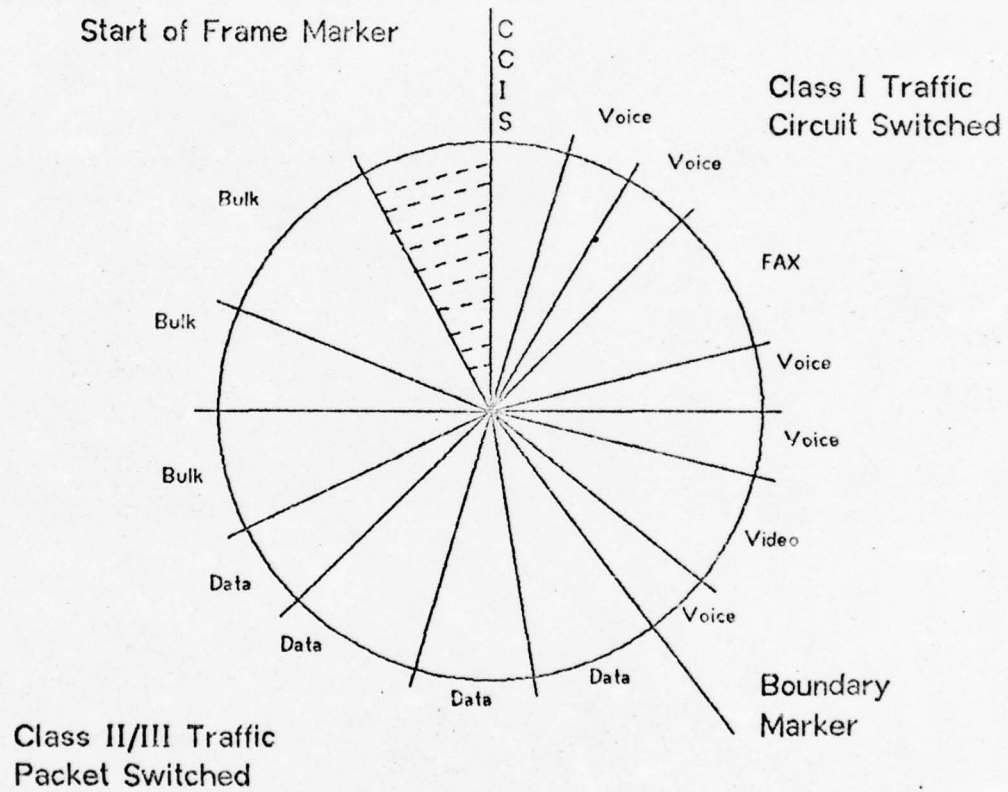 Start of Frame Marker
CCIS
Class I Traffic
Circuit Switched
Voice
Voice
FAX
Voice
Voice
Video
Voice
Boundary
Marker
Data
Data
Data
Data
Bulk
Bulk
Bulk
Class II/III Traffic
Packet Switched